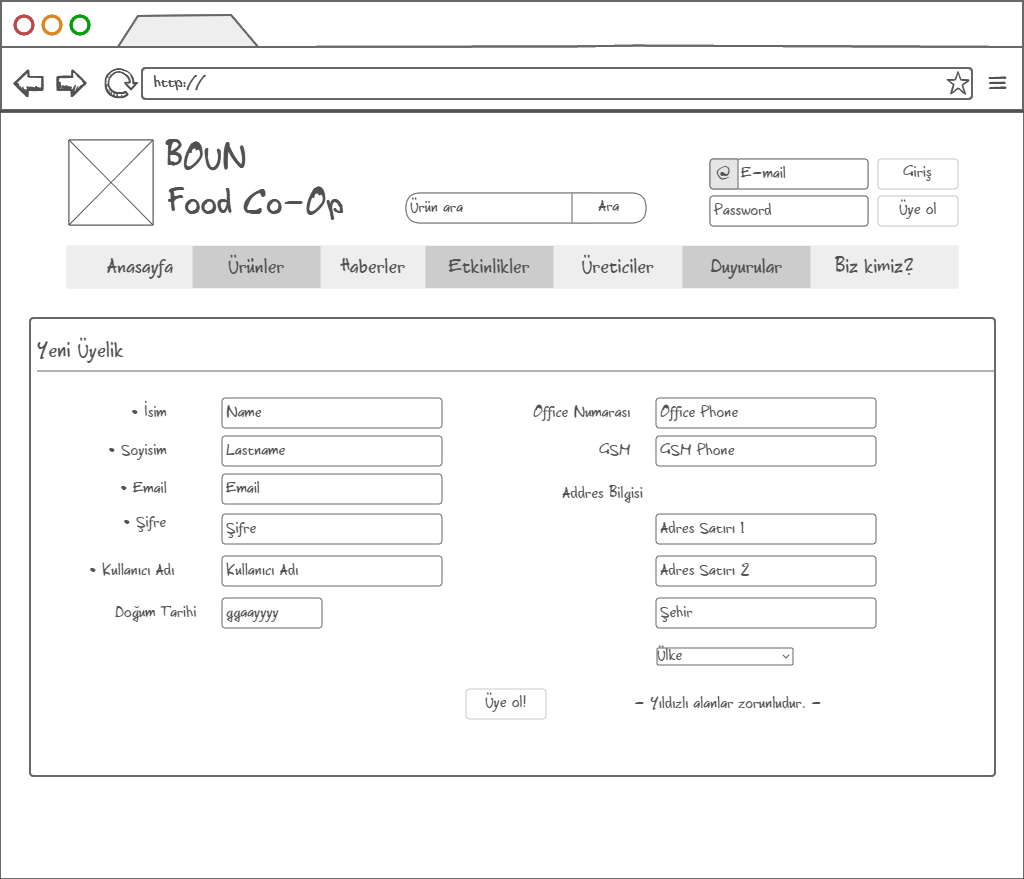 http://
BOUN
Food Co-Op
Ürün ara
Ara
@ E-mail
Giriş
Password
Üye ol
Anasayfa Ürünler Haberler Etkinlikler Üreticiler Duyurular Biz kimiz?
Yeni Üyelik
• İsim Name
• Soyisim Lastname
• Email Email
• Şifre Şifre
• Kullanıcı Adı Kullanıcı Adı
Doğum Tarihi ggaayyyy
Office Numarası Office Phone
GSM GSM Phone
Addres Bilgisi
Adres Satırı 1
Adres Satırı 2
Şehir
Ülke
Üye ol!
- Yıldızlı alanlar zorunludur. -